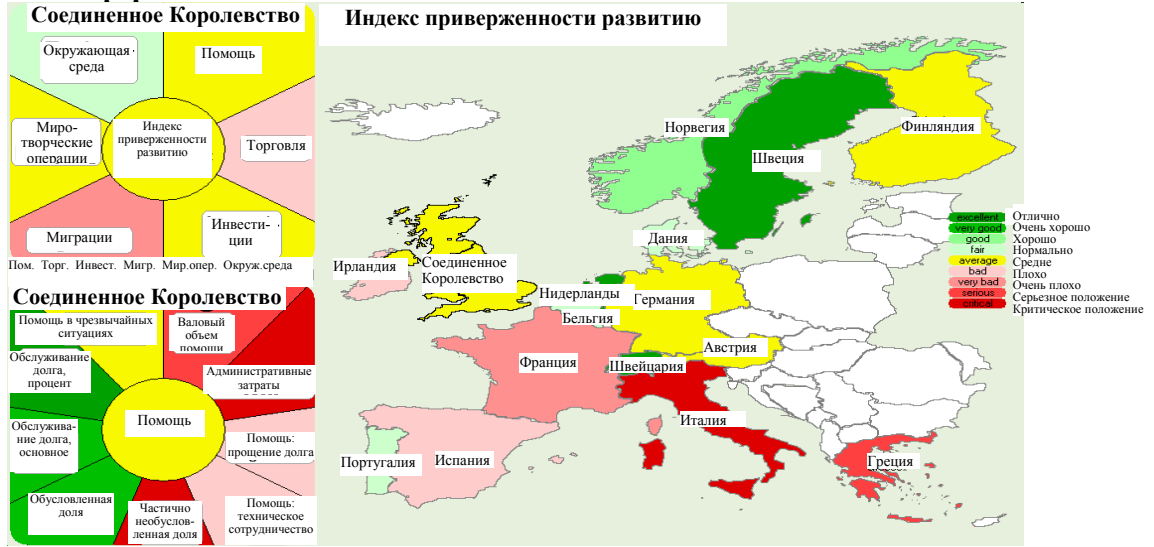 Соединенное Королевство
Окружающая
среда
Помощь
Миро-
творческие
операции
Индекс
приверженности
развитию
Торговля
Миграции
Инвести-
ции
Пом. Торг. Инвест. Мигр. Мир.опер. Окруж.среда
Соединенное Королевство
Помощь в чрезвычайных
ситуациях
Валовый
объем
помощи
Обслуживание
долга,
процент
Административные
затраты
Помощь
Обслужива-
ние долга,
основное
Помощь:
прощение долга
Обусловленная
доля
Частично
необуслов-
ленная доля
Помощь:
техническое
сотрудничество
Индекс приверженности развитию
Норвегия
Финляндия
Швеция
Дания
Ирландия
Соединенное
Королевство
Нидерланды
Германия
Бельгия
Австрия
Франция
Швейцария
Италия
Португалия
Испания
Греция
excellent Отлично
very good Очень хорошо
good Хорошо
fair Нормально
average Средне
bad Плохо
very bad Очень плохо
serious Серьезное положение
critical Критическое положение